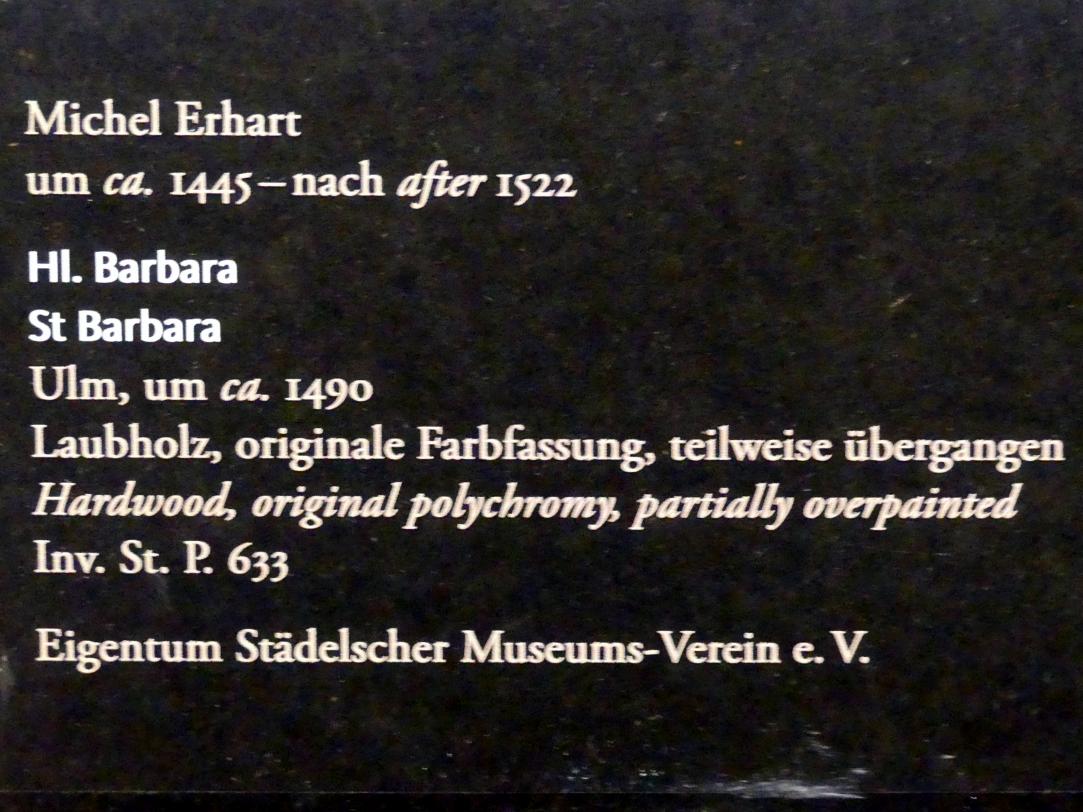 Michel Erhart
um ca. 1445–nach after 1522
Hl. Barbara
St Barbara
Ulm, um ca. 1490
Laubholz, originale Farbfassung, teilweise übergangen
Hardwood, original polychromy, partially overpainted
Inv. St. P. 633
Eigentum Städelscher Museums-Verein e. V.